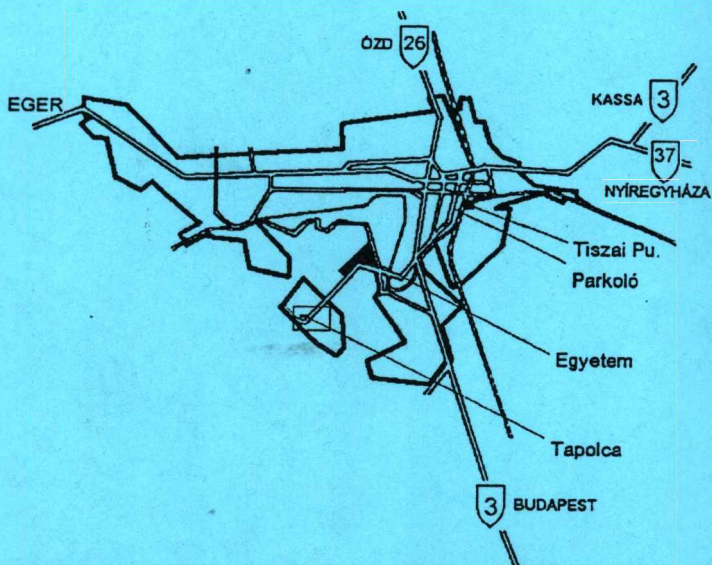 ÓZD 26
EGER
KASSA 3
37
NYÍREGYHÁZA
Tiszai Pu.
Parkoló
Egyetem
Tapolca
3 BUDAPEST